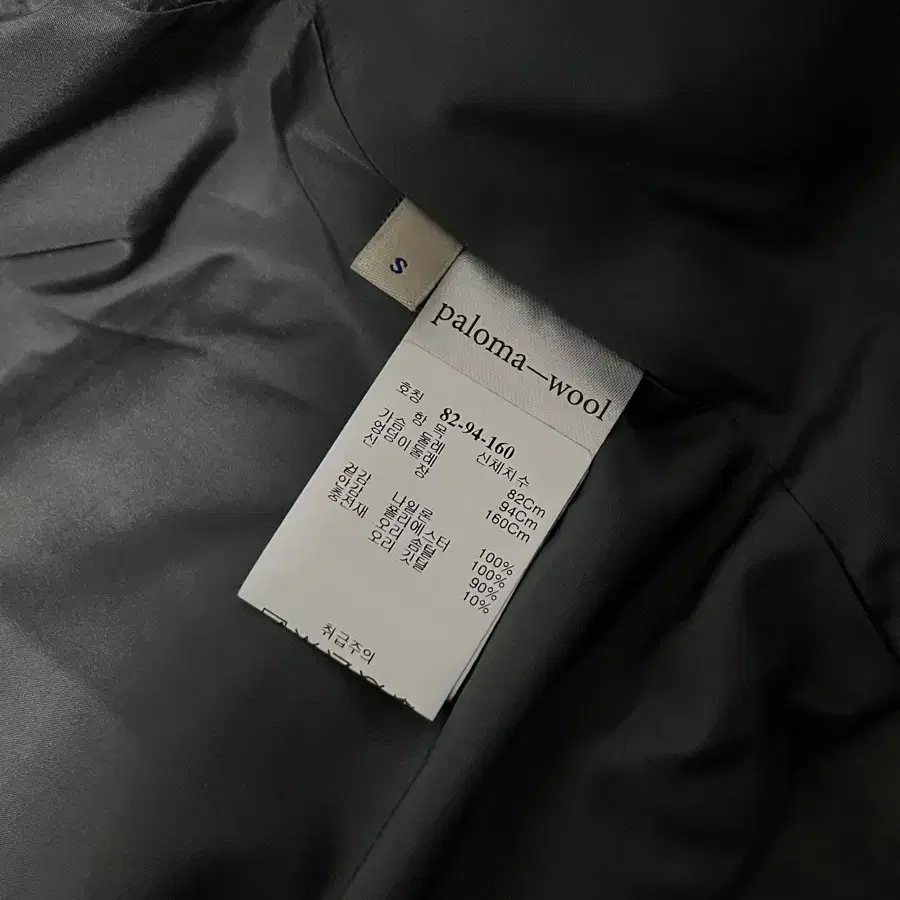 S
paloma—wool
호칭 82-94-160
항목 신체치수
가슴둘레 82Cm
엉덩이둘레 94Cm
신장 160Cm
겉감 나일론 100%
안감 폴리에스터 100%
충전재 오리솜털 90%
오리깃털 10%
취급주의